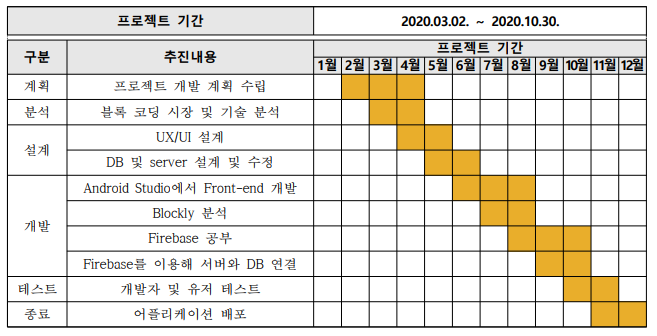 프로젝트 기간 2020.03.02. ~ 2020.10.30.
구분 추진내용 프로젝트 기간
1월 2월 3월 4월 5월 6월 7월 8월 9월 10월 11월 12월
계획 프로젝트 개발 계획 수립
분석 블록 코딩 시장 및 기술 분석
설계 UX/UI 설계
DB 및 server 설계 및 수정
개발 Android Studio에서 Front-end 개발
Blockly 분석
Firebase 공부
Firebase를 이용해 서버와 DB 연결
테스트 개발자 및 유저 테스트
종료 어플리케이션 배포